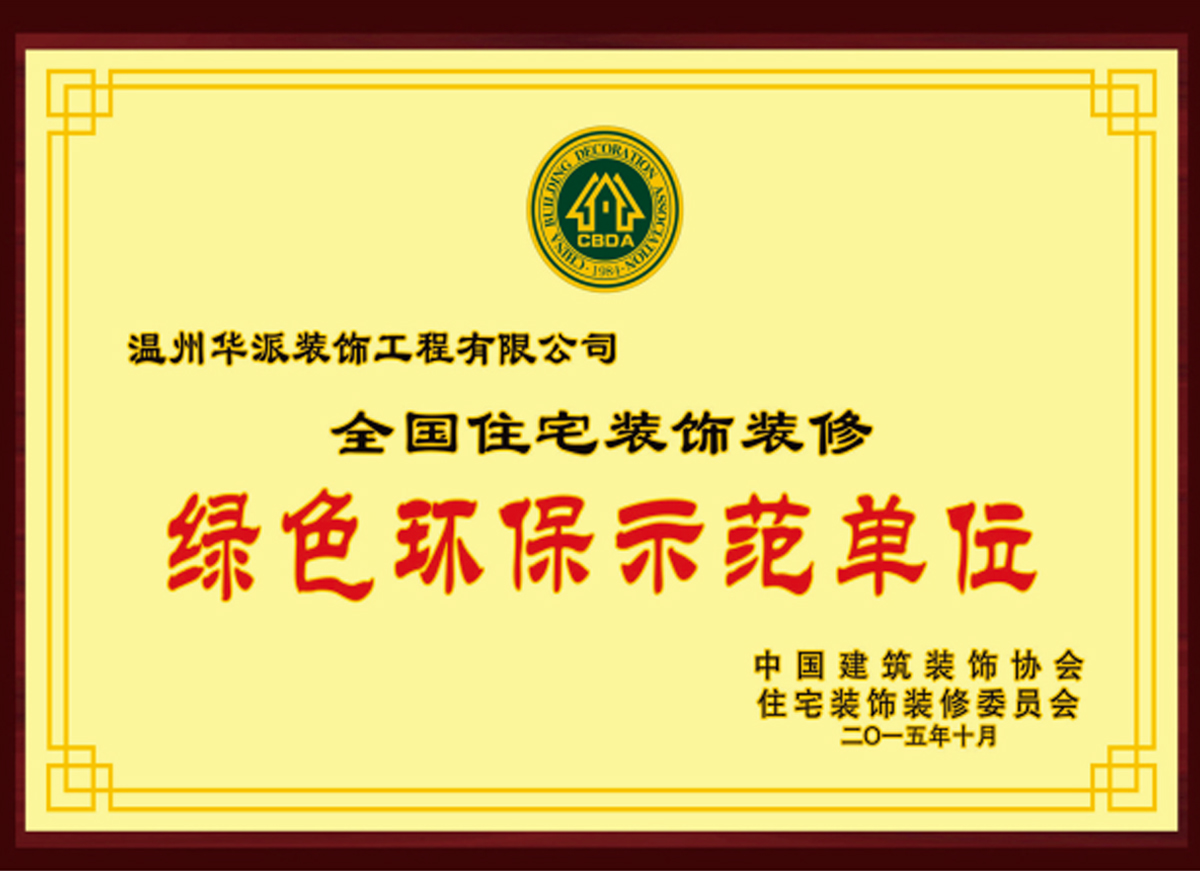 CHINA BUILDING DECORATION ASSOCIATION
CBDA
·1984·
温州华派装饰工程有限公司
全国住宅装饰装修
绿色环保示范单位
中国建筑装饰协会
住宅装饰装修委员会
二〇一五年十月